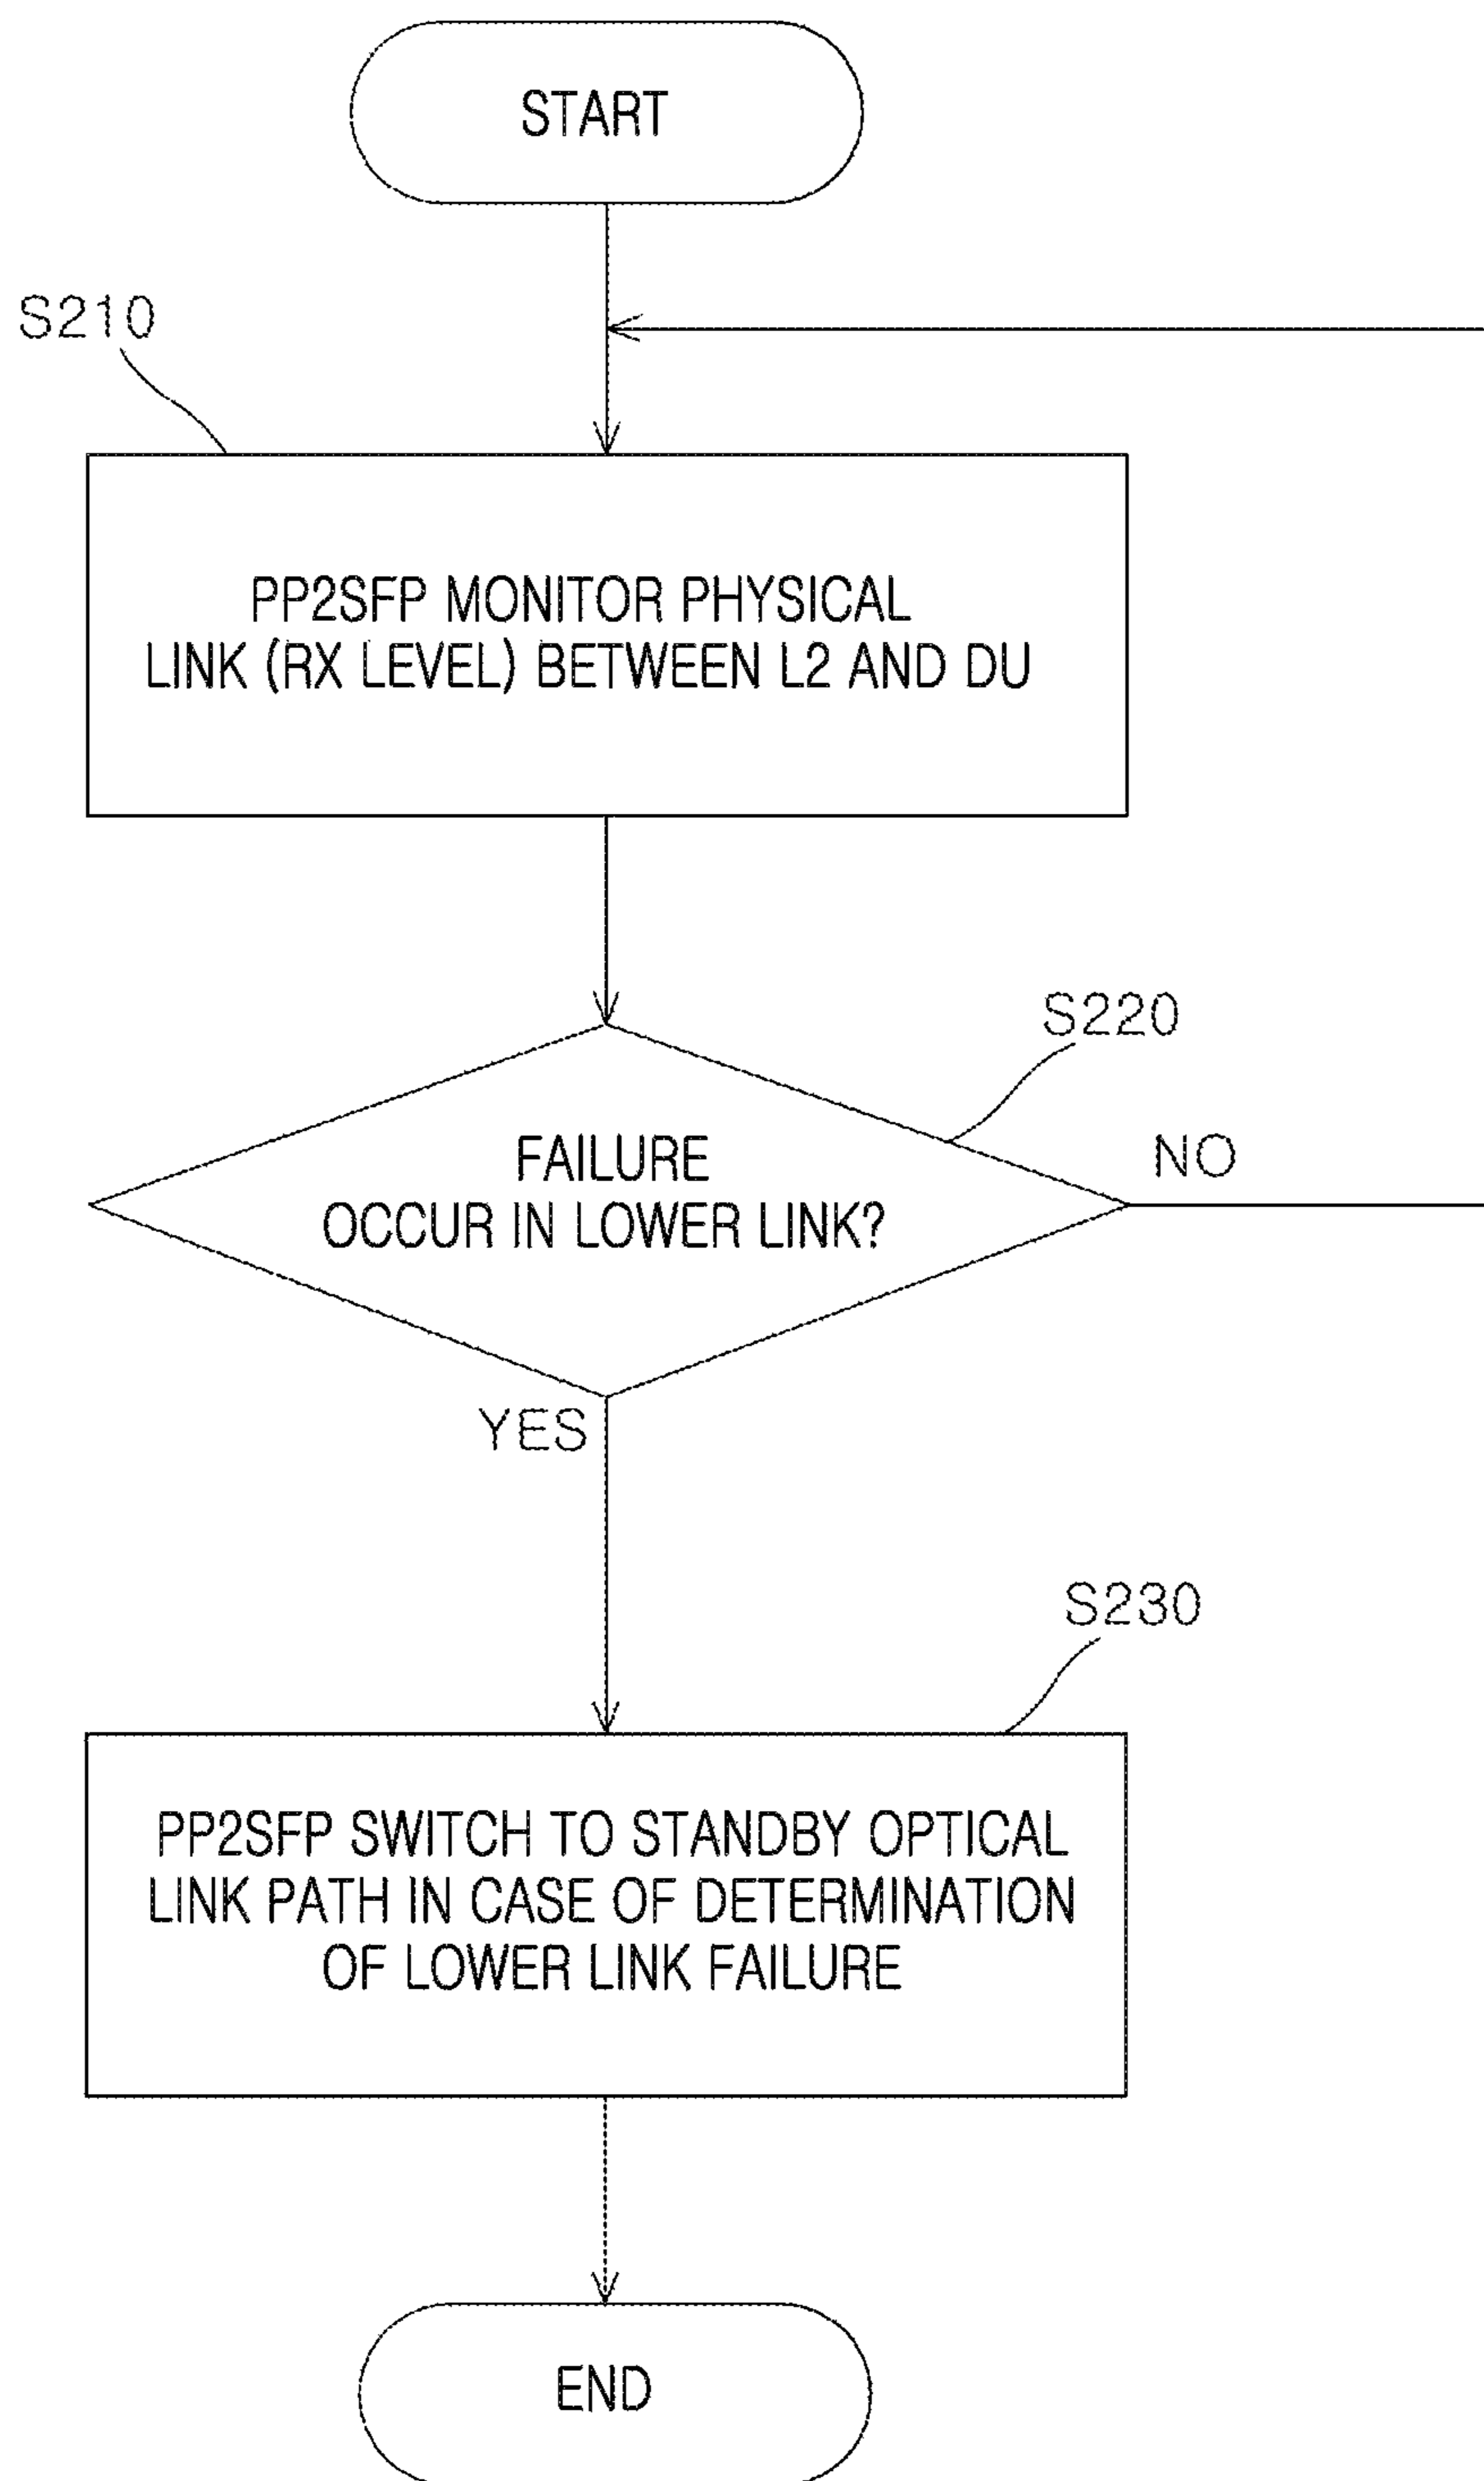 START
S210
PP2SFP MONITOR PHYSICAL
LINK (RX LEVEL) BETWEEN L2 AND DU
S220
FAILURE
OCCUR IN LOWER LINK?
NO
YES
S230
PP2SFP SWITCH TO STANDBY OPTICAL
LINK PATH IN CASE OF DETERMINATION
OF LOWER LINK FAILURE
END